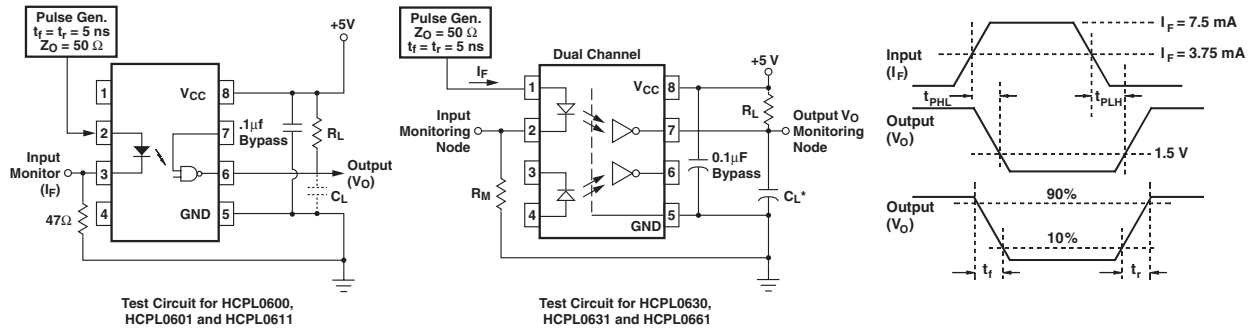 Pulse Gen.
tf = tr = 5 ns
ZO = 50 Ω
+5V
1
VCC
8
2
7
.1μf
Bypass
RL
Input
Monitor
(IF)
3
6
Output
(VO)
CL
4
GND
5
47Ω
Test Circuit for HCPL0600,
HCPL0601 and HCPL0611
Pulse Gen.
ZO = 50 Ω
tf = tr = 5 ns
Dual Channel
IF
+5 V
1
VCC
8
RL
Input
Monitoring
Node
2
7
Output VO
Monitoring
Node
3
6
0.1μF
Bypass
RM
CL*
4
GND
5
Test Circuit for HCPL0630,
HCPL0631 and HCPL0661
IF = 7.5 mA
IF = 3.75 mA
Input
(IF)
tPHL
tPLH
Output
(VO)
1.5 V
90%
Output
(VO)
10%
tf
tr